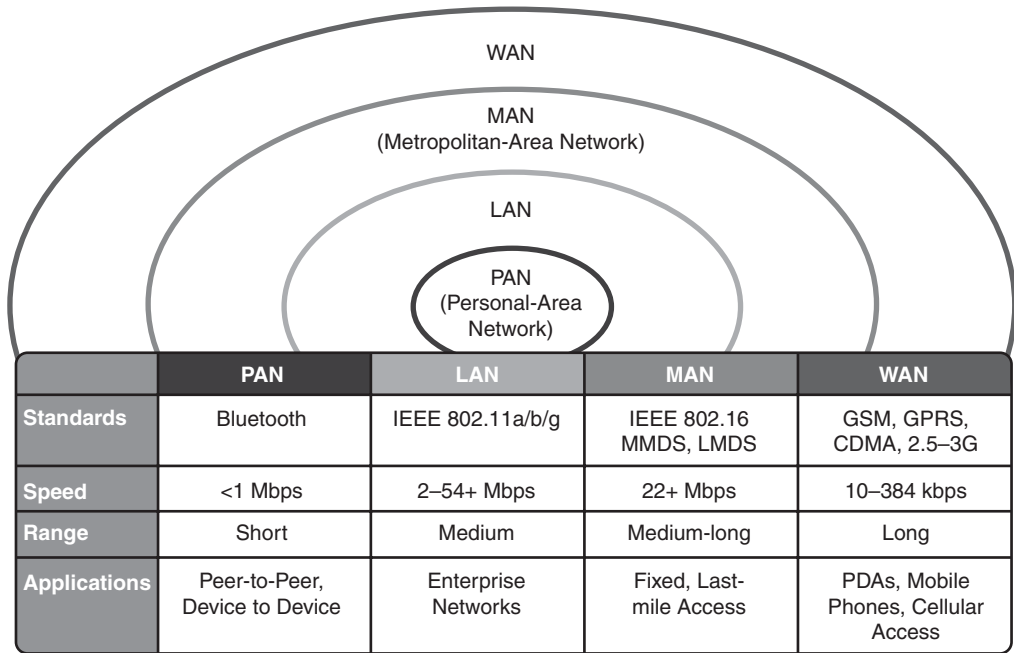 WAN
MAN
(Metropolitan-Area Network)
LAN
PAN
(Personal-Area
Network)
PAN LAN MAN WAN
Standards Bluetooth IEEE 802.11a/b/g IEEE 802.16 GSM, GPRS,
MMDS, LMDS CDMA, 2.5–3G
Speed <1 Mbps 2–54+ Mbps 22+ Mbps 10–384 kbps
Range Short Medium Medium-long Long
Applications Peer-to-Peer, Enterprise Fixed, Last- PDAs, Mobile
Device to Device Networks mile Access Phones, Cellular
Access